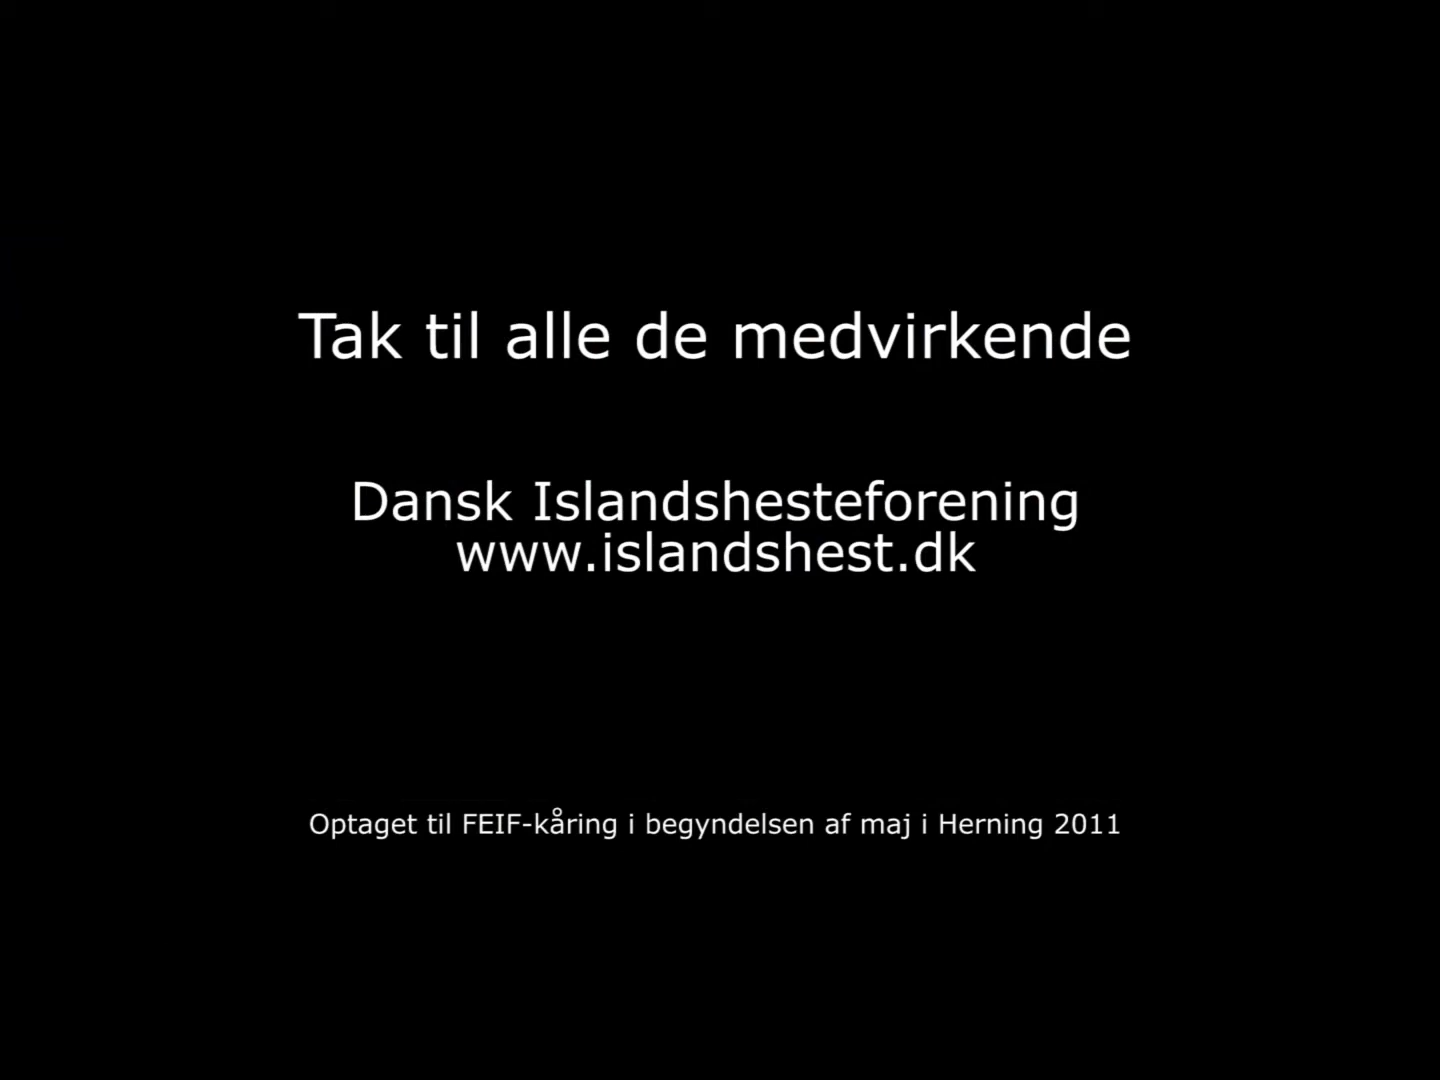 Tak til alle de medvirkende
Dansk Islandshesteforening
www.islandshest.dk
Optaget til FEIF-kåring i begyndelsen af maj i Herning 2011